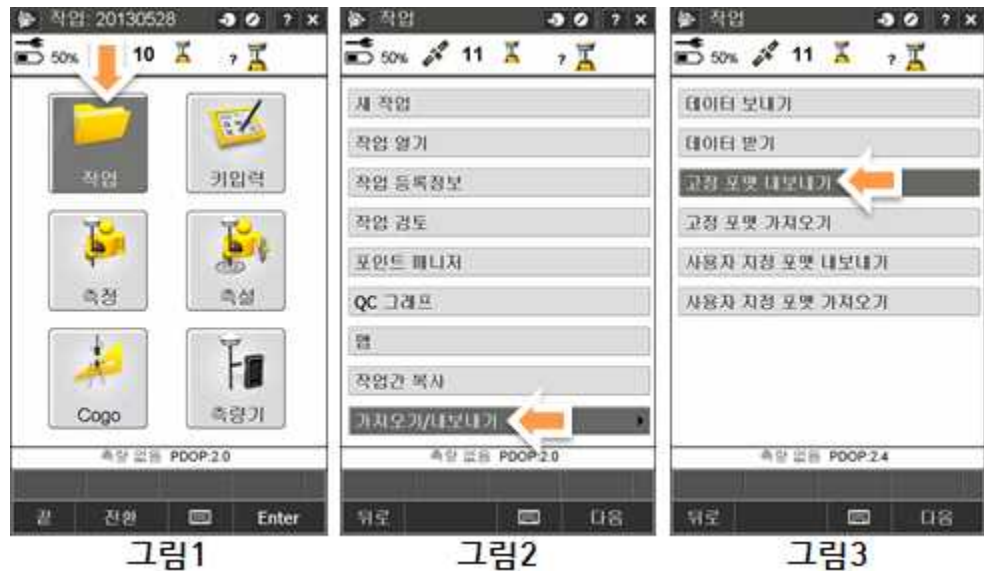 작업: 20130528 ? ×
50% 10 ?
작업 키입력
측정 측설
Cogo 측량기
측량 없음 PDOP:2.0
끝 전환 Enter
그림1
작업 ? ×
50% 11 ?
새 작업
작업 열기
작업 등록정보
작업 검토
포인트 매니저
QC 그래프
맵
작업간 복사
가져오기/내보내기
측량 없음 PDOP:2.0
뒤로 다음
그림2
작업 ? ×
50% 11 ?
데이터 보내기
데이터 받기
고정 포맷 내보내기
고정 포맷 가져오기
사용자 지정 포맷 내보내기
사용자 지정 포맷 가져오기
측량 없음 PDOP:2.4
뒤로 다음
그림3